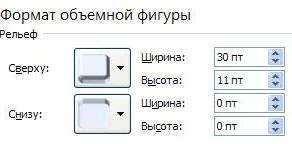 Формат объемной фигуры
Рельеф
Сверху:
Ширина: 30 пт
Высота: 11 пт
Снизу:
Ширина: 0 пт
Высота: 0 пт